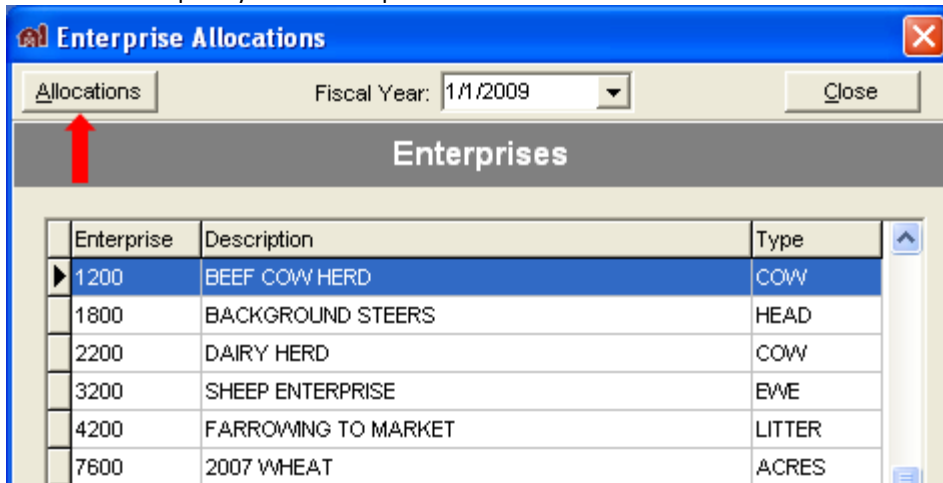 Enterprise Allocations
Allocations Fiscal Year: 1/1/2009 Close
Enterprises
Enterprise Description Type
1200 BEEF COW HERD COW
1800 BACKGROUND STEERS HEAD
2200 DAIRY HERD COW
3200 SHEEP ENTERPRISE EWE
4200 FARROWING TO MARKET LITTER
7600 2007 WHEAT ACRES